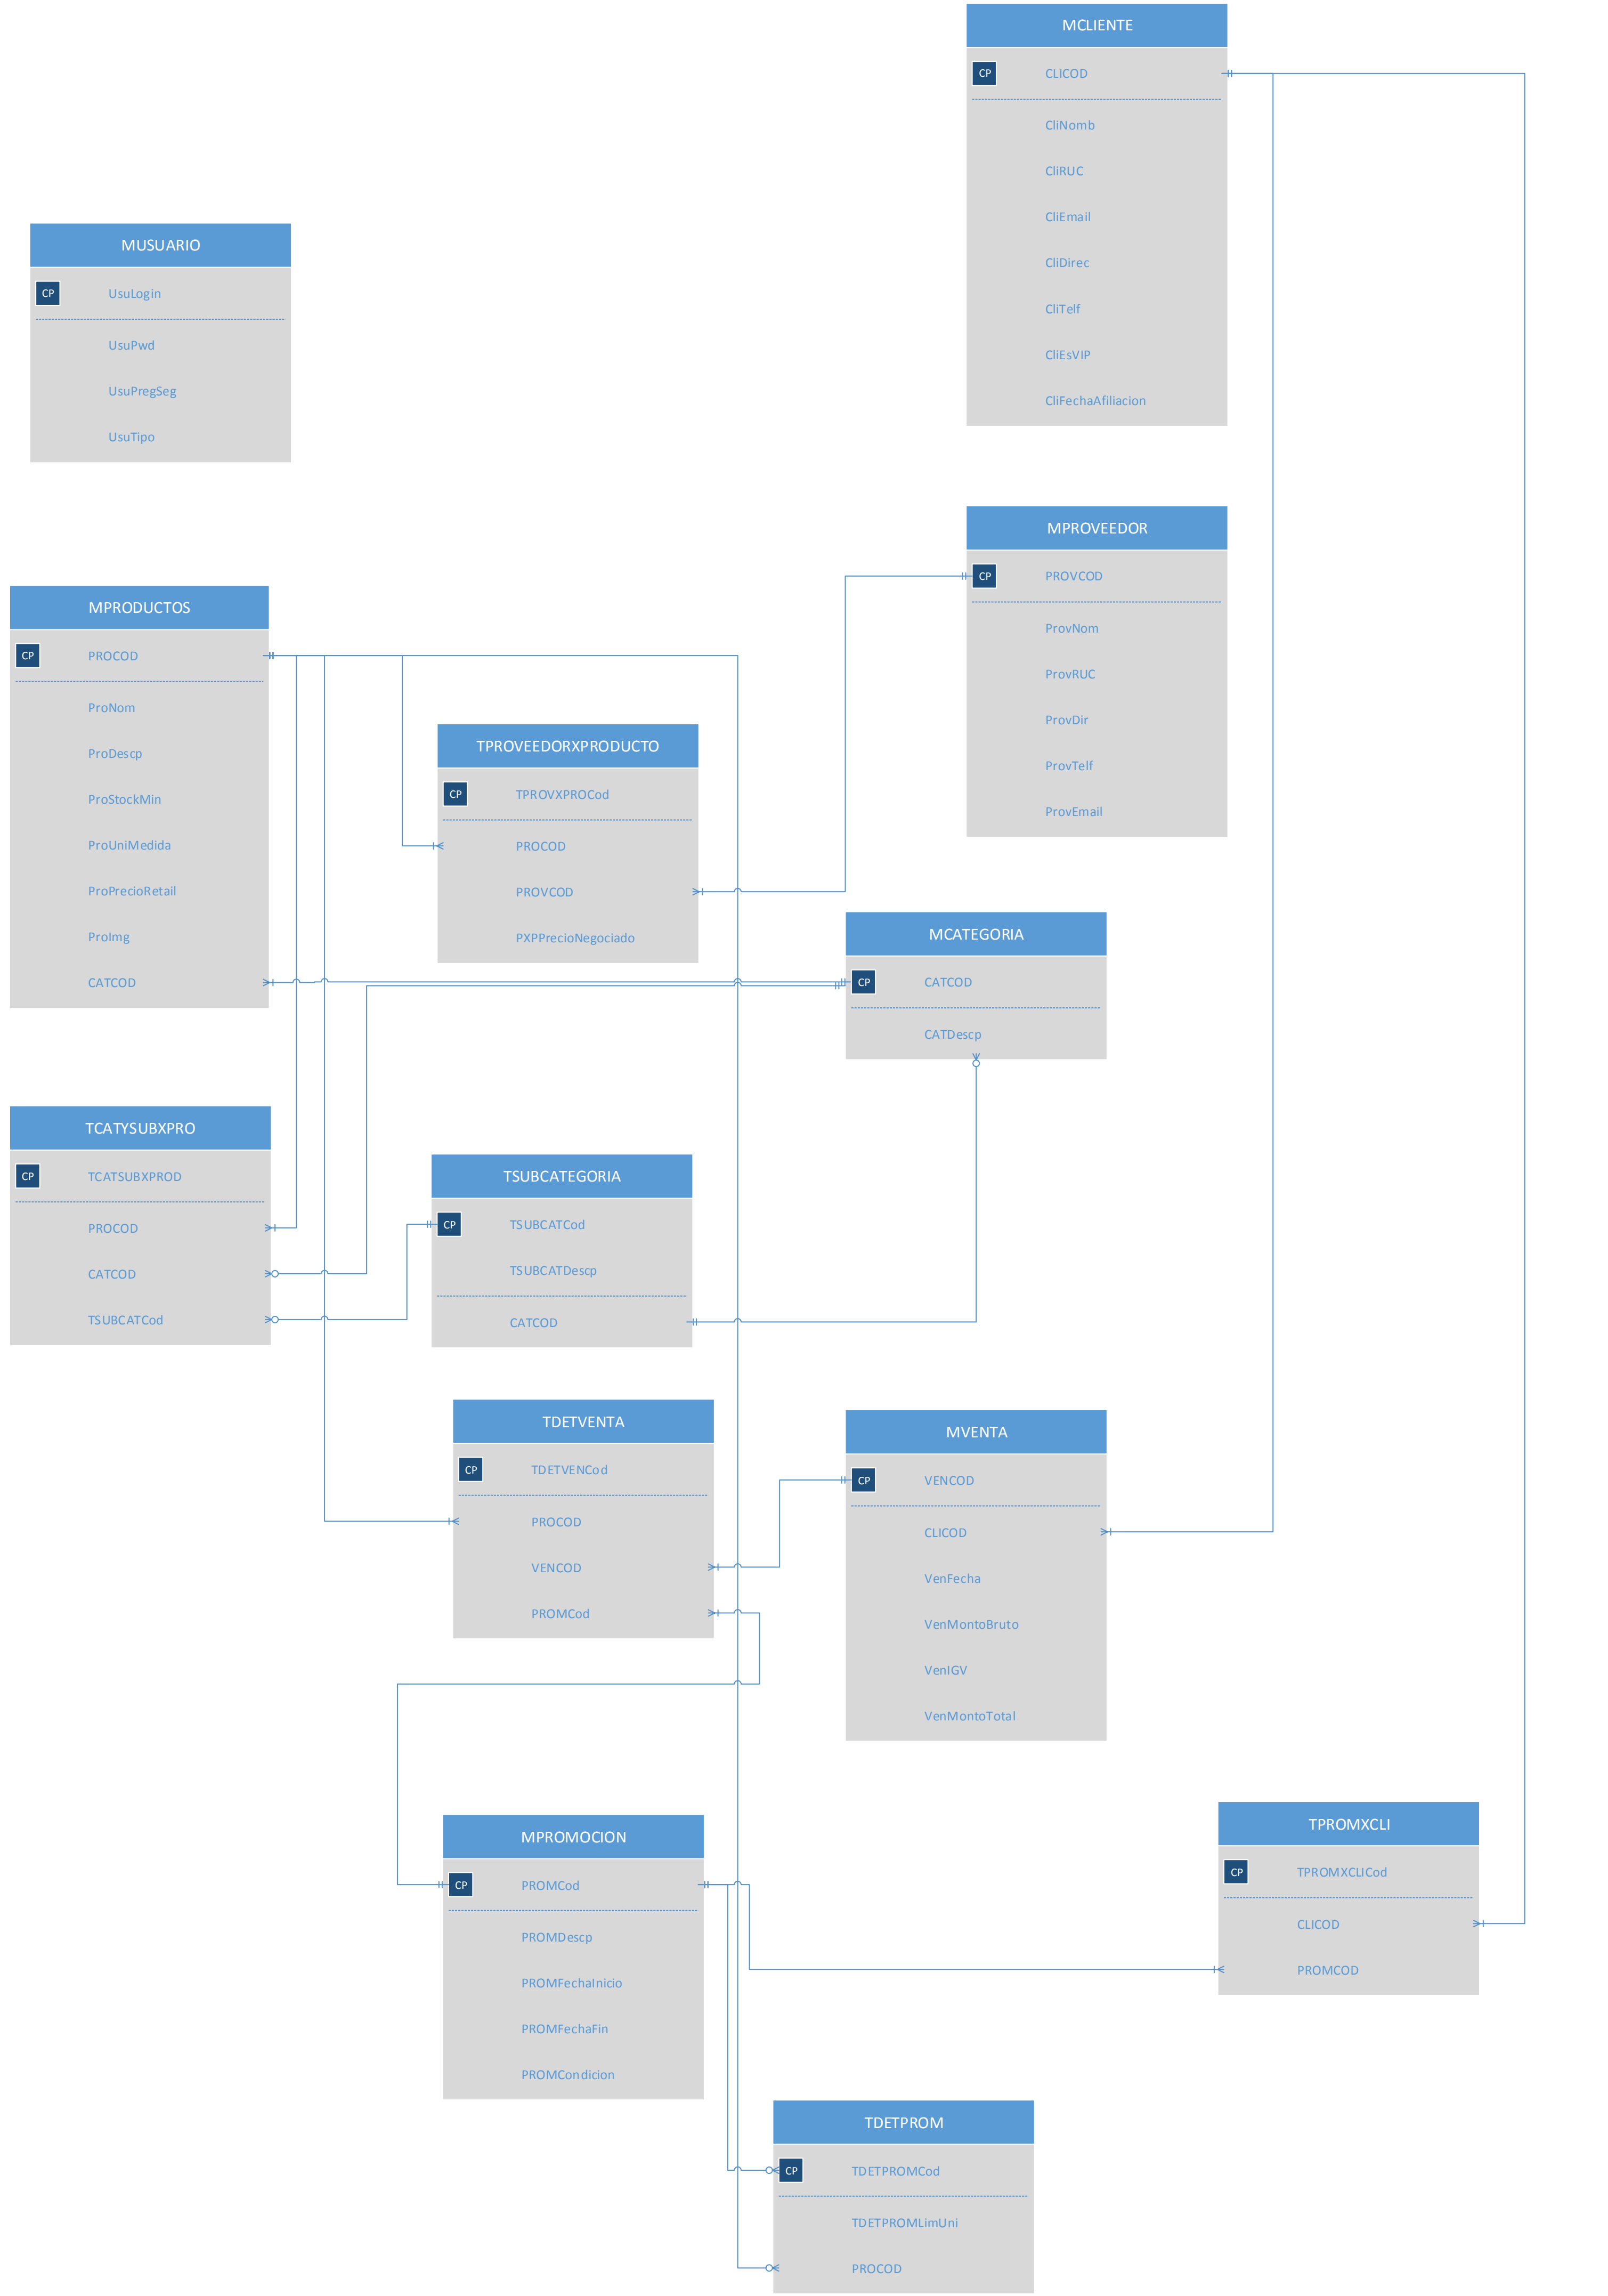 MCLIENTE
CP CLICOD
CliNomb
CliRUC
CliEmail
CliDirec
CliTelf
CliEsVIP
CliFechaAfiliacion
MUSUARIO
CP UsuLogin
UsuPwd
UsuPregSeg
UsuTipo
MPROVEEDOR
CP PROVCOD
ProvNom
ProvRUC
ProvDir
ProvTelf
ProvEmail
MPRODUCTOS
CP PROCOD
ProNom
ProDescp
ProStockMin
ProUniMedida
ProPrecioRetail
ProImg
CATCOD
TPROVEEDORXPRODUCTO
CP TPROVXPROCod
PROCOD
PROVCOD
PXPPrecioNegociado
MCATEGORIA
CP CATCOD
CATDescp
TCATYSUBXPRO
CP TCATSUBXPROD
PROCOD
CATCOD
TSUBCATCod
TSUBCATEGORIA
CP TSUBCATCod
TSUBCATDescp
CATCOD
TDETVENTA
CP TDETVENCod
PROCOD
VENCOD
PROMCod
MVENTA
CP VENCOD
CLICOD
VenFecha
VenMontoBruto
VenIGV
VenMontoTotal
MPROMOCION
CP PROMCod
PROMDescp
PROMFechaInicio
PROMFechaFin
PROMCondicion
TPROMXCLI
CP TPROMXCLICod
CLICOD
PROMCOD
TDETPROM
CP TDETPROMCod
TDETPROMLimUni
PROCOD